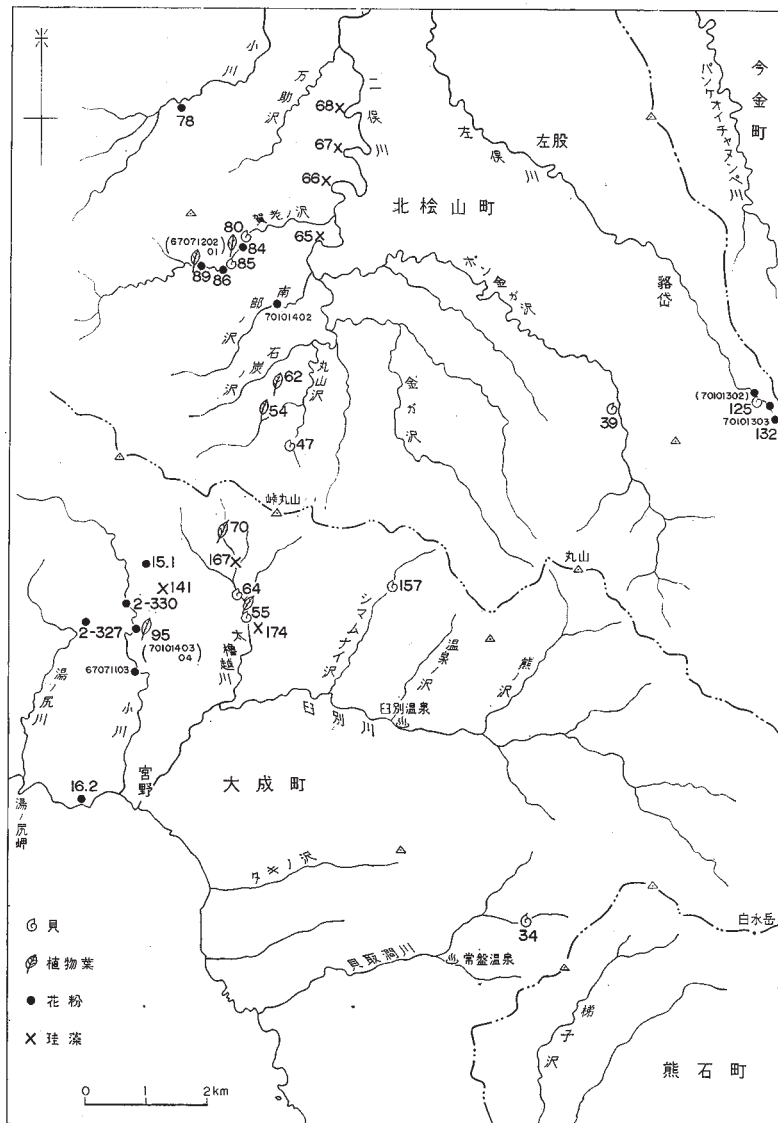 小川
万助沢
二俣川
今金町
パンケオイチャヌンペ川
78
68
67
66
左俣川
左股
北桧山町
賀老ノ沢
80
84
85
(67071202
01)
89
86
65
ポン金が沢
南部ノ沢
70101402
石炭ノ沢
丸山沢
62
54
47
金が沢
39
(70101302)
125
70101303
132
峠丸山
丸山
70
167
64
55
174
太櫓越川
157
シマムナイ沢
温泉ノ沢
熊ノ沢
15.1
141
2-330
2-327
95
(70101403
04)
67071103
湯ノ尻川
小川
臼別川
臼別温泉
宮野
大成町
16.2
湯ノ尻岬
タキノ沢
白水岳
34
貝取澗川
常盤温泉
梯子沢
熊石町
貝
植物葉
花粉
珪藻
0 1 2km